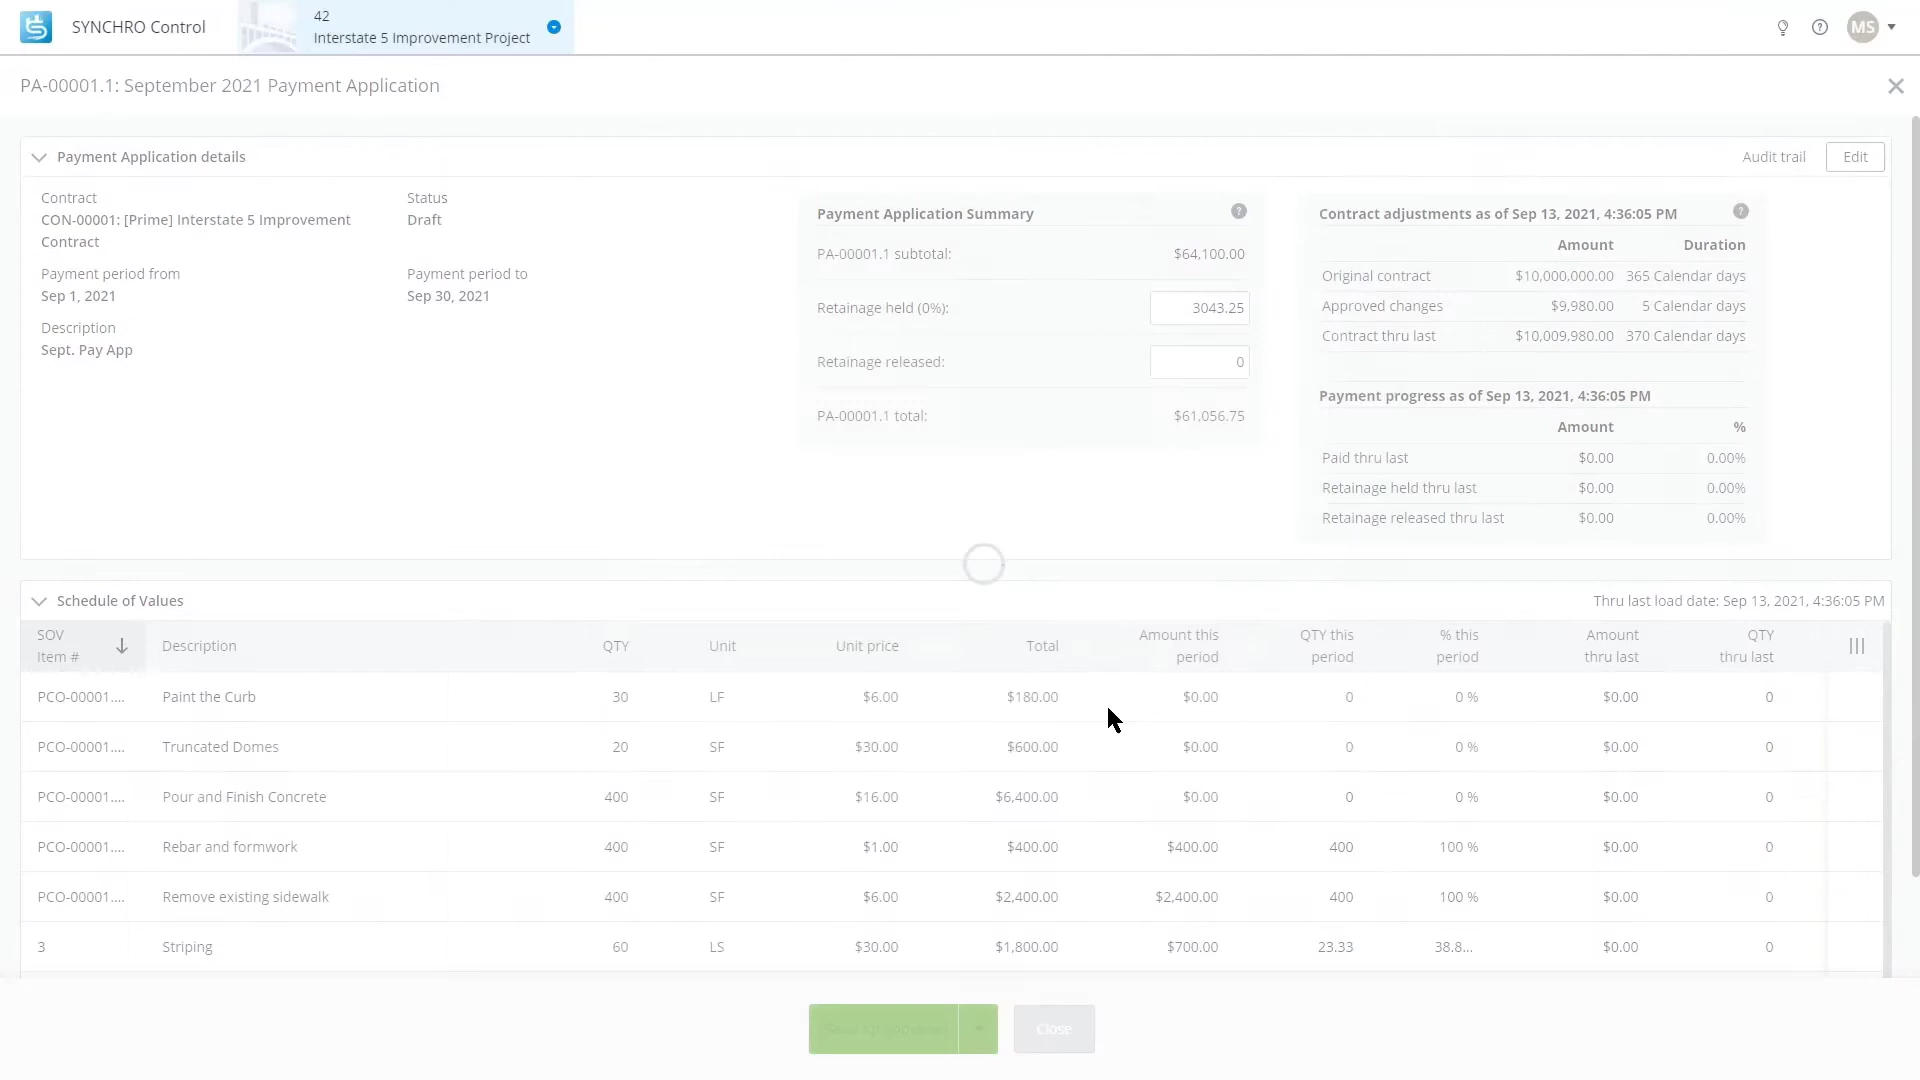 SYNCHRO Control
42
Interstate 5 Improvement Project
MS
PA-00001.1: September 2021 Payment Application
Payment Application details
Audit trail
Edit
Contract
CON-00001: [Prime] Interstate 5 Improvement
Contract
Status
Draft
Payment period from
Sep 1, 2021
Payment period to
Sep 30, 2021
Description
Sept. Pay App
Payment Application Summary
PA-00001.1 subtotal: $64,100.00
Retainage held (0%): 3043.25
Retainage released: 0
PA-00001.1 total: $61,056.75
Contract adjustments as of Sep 13, 2021, 4:36:05 PM
Amount Duration
Original contract $10,000,000.00 365 Calendar days
Approved changes $9,980.00 5 Calendar days
Contract thru last $10,009,980.00 370 Calendar days
Payment progress as of Sep 13, 2021, 4:36:05 PM
Amount %
Paid thru last $0.00 0.00%
Retainage held thru last $0.00 0.00%
Retainage released thru last $0.00 0.00%
Schedule of Values
Thru last load date: Sep 13, 2021, 4:36:05 PM
SOV
Item #
Description
QTY
Unit
Unit price
Total
Amount this
period
QTY this
period
% this
period
Amount
thru last
QTY
thru last
PCO-00001.... Paint the Curb 30 LF $6.00 $180.00 $0.00 0 0 % $0.00 0
PCO-00001.... Truncated Domes 20 SF $30.00 $600.00 $0.00 0 0 % $0.00 0
PCO-00001.... Pour and Finish Concrete 400 SF $16.00 $6,400.00 $0.00 0 0 % $0.00 0
PCO-00001.... Rebar and formwork 400 SF $1.00 $400.00 $400.00 400 100 % $0.00 0
PCO-00001.... Remove existing sidewalk 400 SF $6.00 $2,400.00 $2,400.00 400 100 % $0.00 0
3 Striping 60 LS $30.00 $1,800.00 $700.00 23.33 38.8... $0.00 0
Close